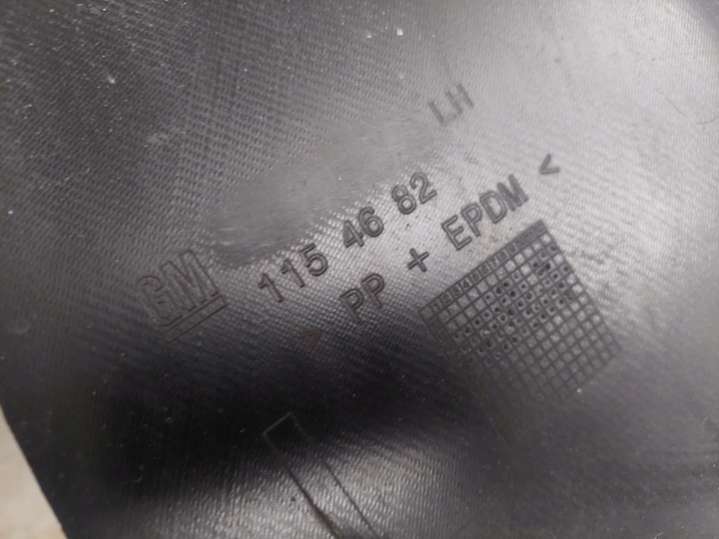 LH
GM 115 46 82
> PP + EPDM <